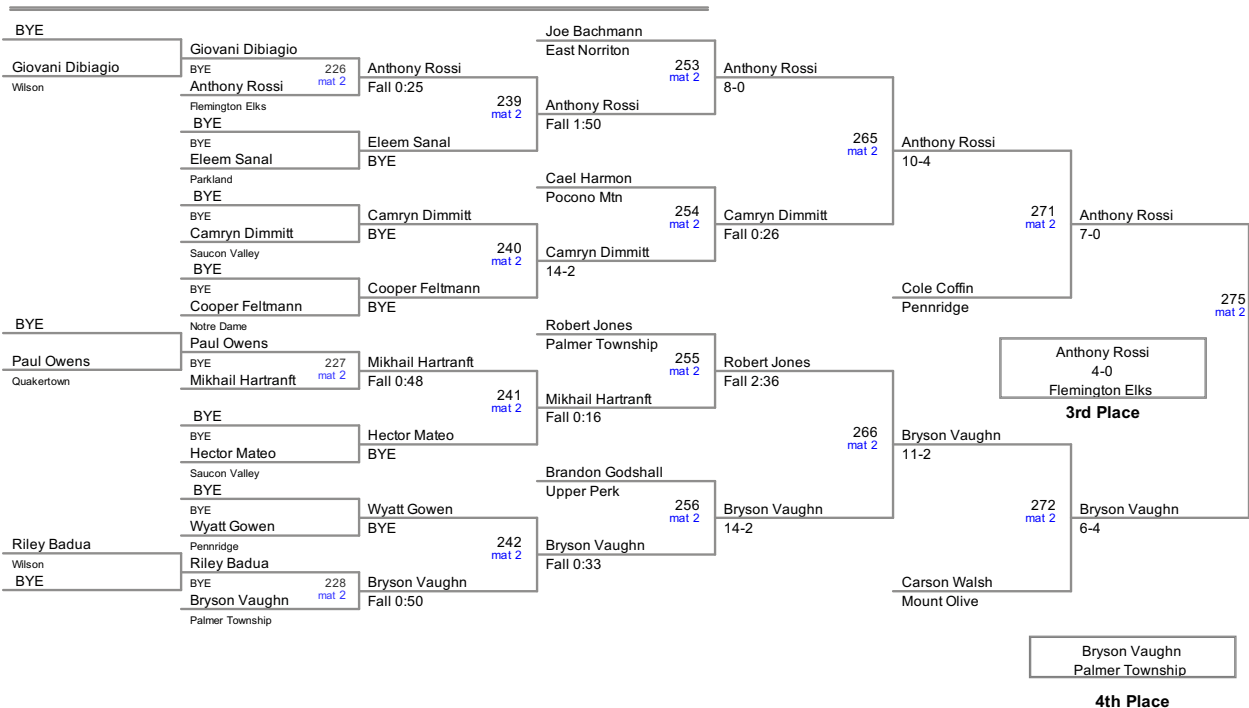 BYE
Giovani Dibiagio
Wilson
BYE
Paul Owens
Quakertown
Riley Badua
Wilson
BYE
Giovani Dibiagio
BYE
226
mat 2
Anthony Rossi
Flemington Elks
BYE
BYE
Eleem Sanal
Parkland
BYE
BYE
Camryn Dimmitt
Saucon Valley
BYE
BYE
Cooper Feltmann
Notre Dame
Paul Owens
BYE
227
mat 2
Mikhail Hartranft
BYE
BYE
Hector Mateo
Saucon Valley
BYE
BYE
Wyatt Gowen
Pennridge
Riley Badua
BYE
228
mat 2
Bryson Vaughn
Palmer Township
Anthony Rossi
Fall 0:25
239
mat 2
Eleem Sanal
BYE
Camryn Dimmitt
BYE
240
mat 2
Cooper Feltmann
BYE
Mikhail Hartranft
Fall 0:48
241
mat 2
Hector Mateo
BYE
Wyatt Gowen
BYE
242
mat 2
Bryson Vaughn
Fall 0:50
Joe Bachmann
East Norriton
253
mat 2
Anthony Rossi
Fall 1:50
Cael Harmon
Pocono Mtn
254
mat 2
Camryn Dimmitt
14-2
Robert Jones
Palmer Township
255
mat 2
Mikhail Hartranft
Fall 0:16
Brandon Godshall
Upper Perk
256
mat 2
Bryson Vaughn
Fall 0:33
Anthony Rossi
8-0
265
mat 2
Camryn Dimmitt
Fall 0:26
Robert Jones
Fall 2:36
266
mat 2
Bryson Vaughn
14-2
Anthony Rossi
10-4
271
mat 2
Cole Coffin
Pennridge
Bryson Vaughn
11-2
272
mat 2
Carson Walsh
Mount Olive
Anthony Rossi
7-0
275
mat 2
Bryson Vaughn
6-4
Anthony Rossi
4-0
Flemington Elks
3rd Place
Bryson Vaughn
Palmer Township
4th Place